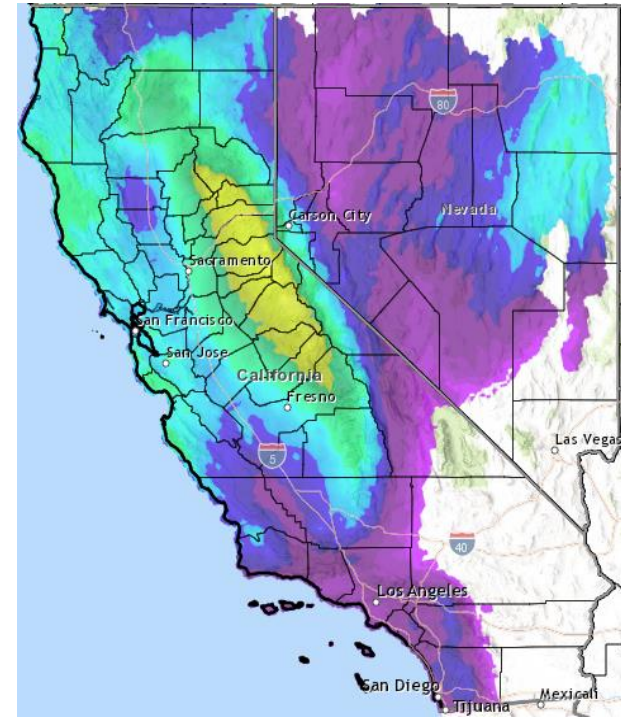 80
Carson City
Nevada
Sacramento
San Francisco
San Jose
California
Fresno
5
Las Vegas
40
Los Angeles
San Diego
Tijuana
Mexicali